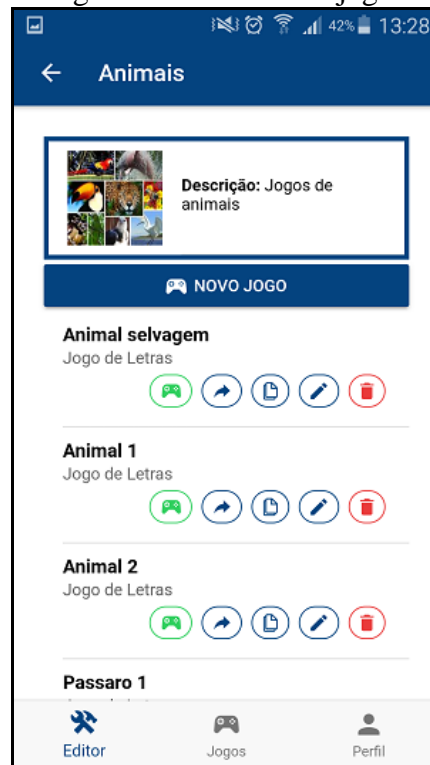 42% 13:28
Animais
Descrição: Jogos de
animais
NOVO JOGO
Animal selvagem
Jogo de Letras
Animal 1
Jogo de Letras
Animal 2
Jogo de Letras
Passaro 1
Editor Jogos Perfil